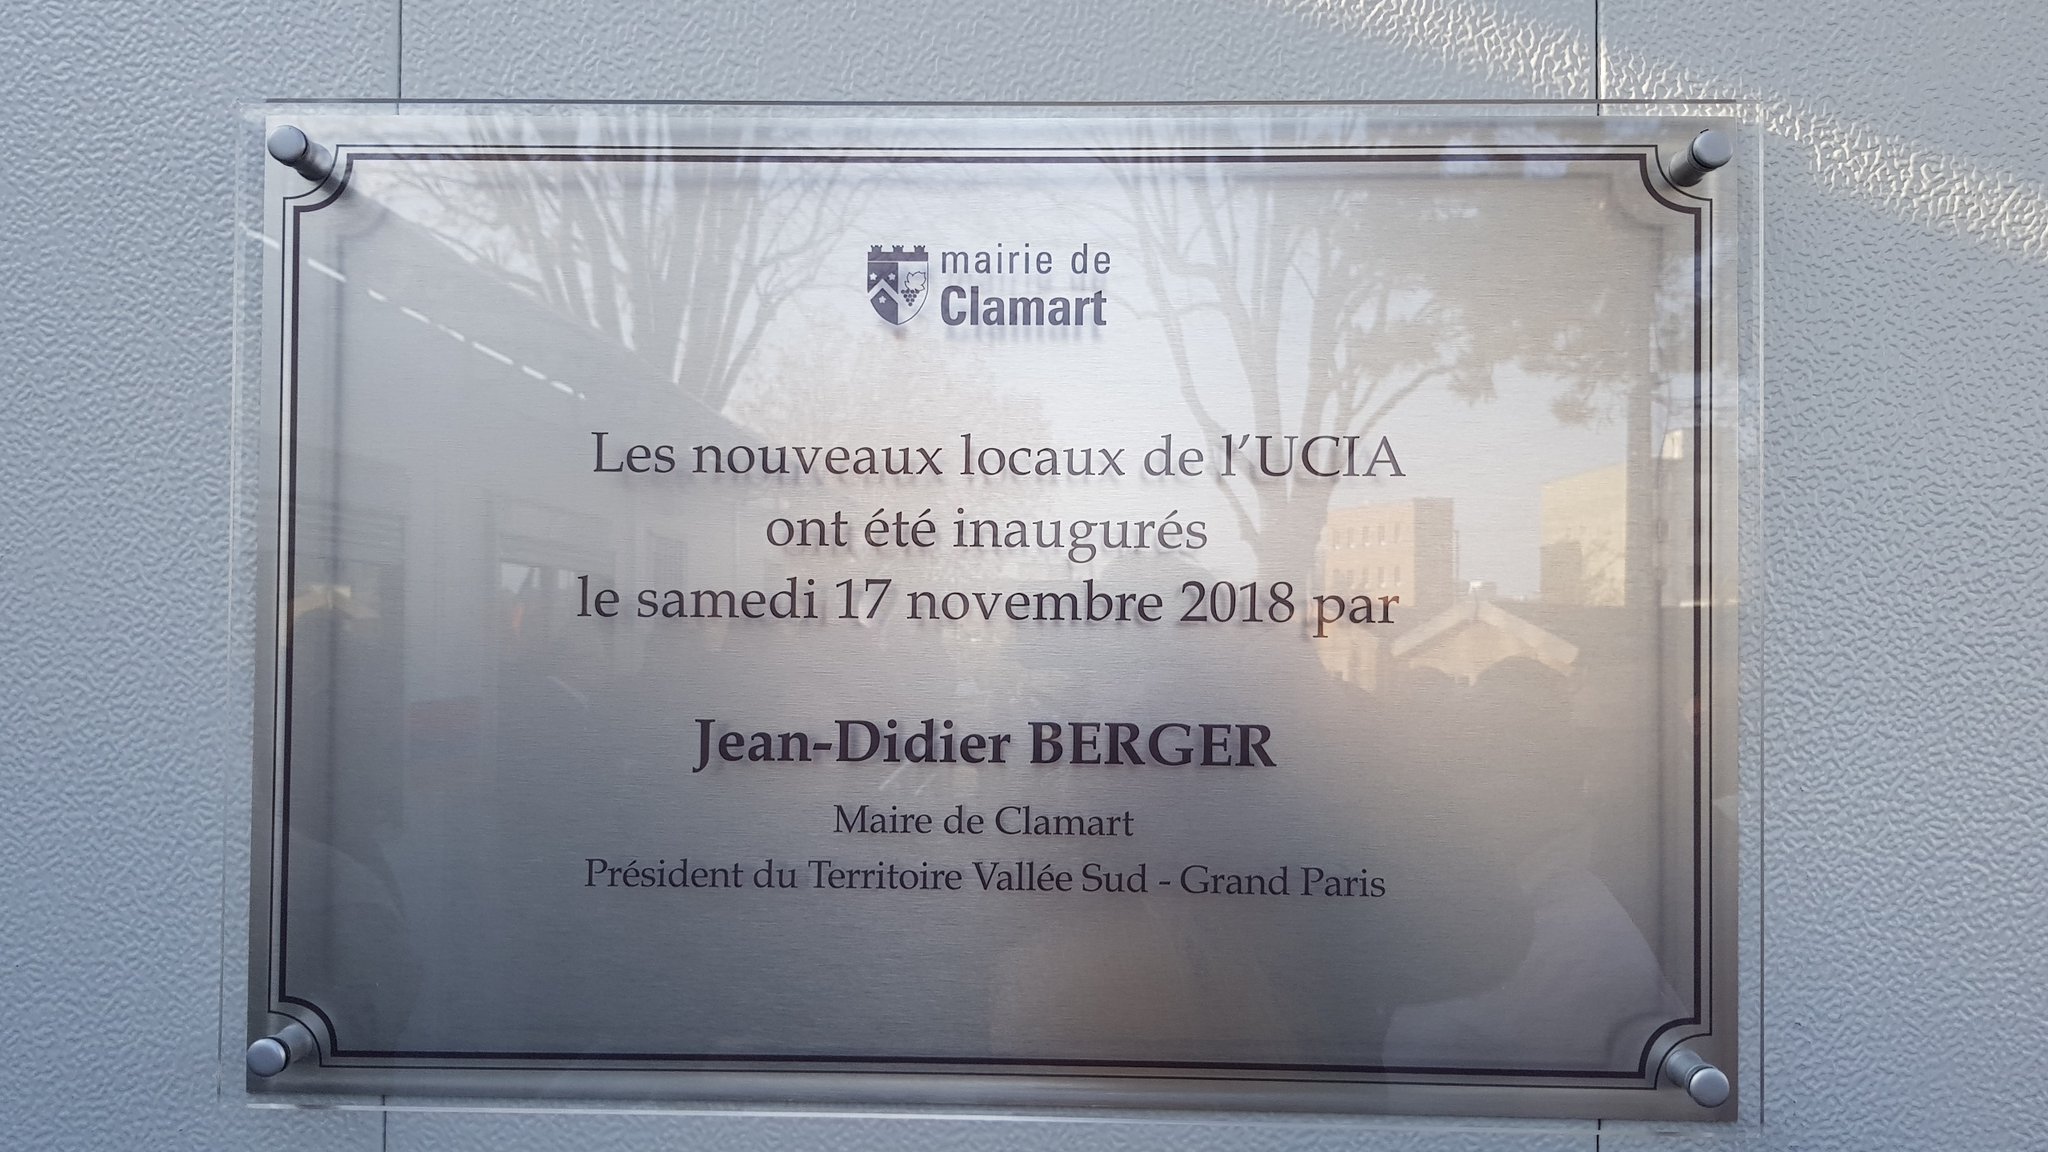 mairie de
Clamart
Les nouveaux locaux de l’UCIA
ont été inaugurés
le samedi 17 novembre 2018 par
Jean-Didier BERGER
Maire de Clamart
Président du Territoire Vallée Sud - Grand Paris